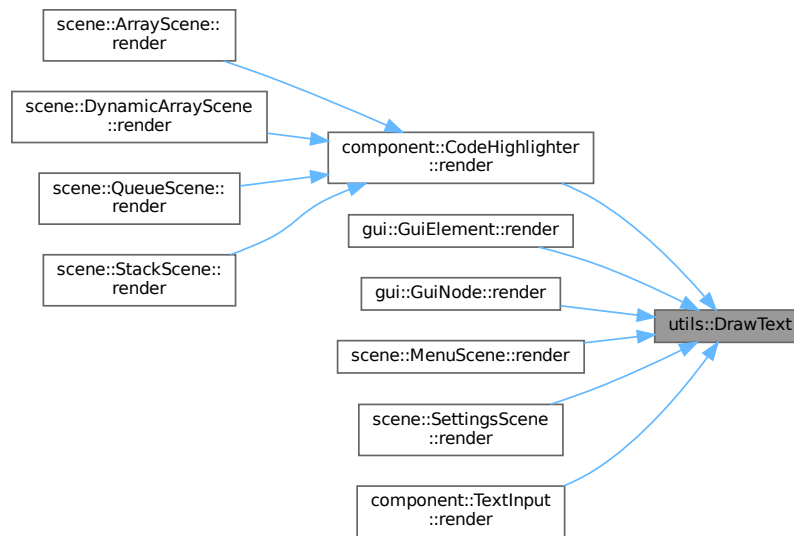 scene::ArrayScene::
render
scene::DynamicArrayScene
::render
scene::QueueScene::
render
scene::StackScene::
render
component::CodeHighlighter
::render
gui::GuiElement::render
gui::GuiNode::render
scene::MenuScene::render
scene::SettingsScene
::render
component::TextInput
::render
utils::DrawText